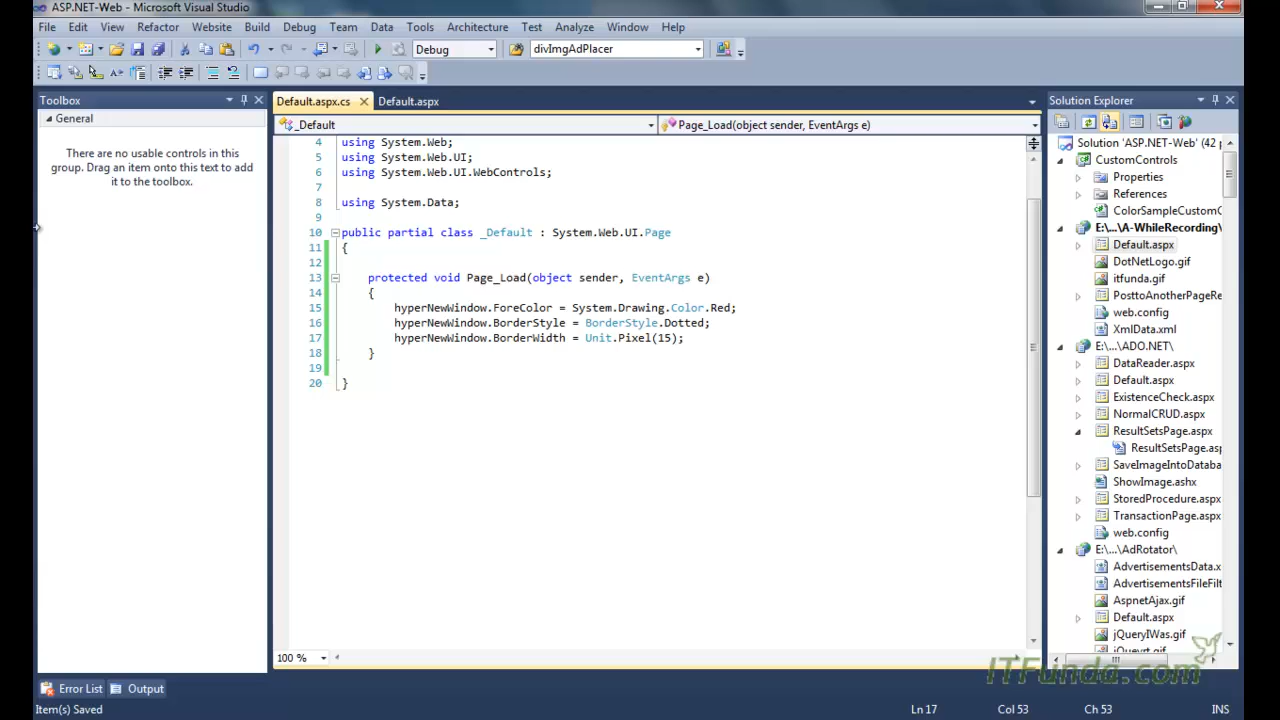 ASP.NET-Web - Microsoft Visual Studio
File Edit View Refactor Website Build Debug Team Data Tools Architecture Test Analyze Window Help
Debug divImgAdPlacer
Toolbox
General
There are no usable controls in this
group. Drag an item onto this text to add
it to the toolbox.
Default.aspx.cs Default.aspx
_Default Page_Load(object sender, EventArgs e)
4 using System.Web;
5 using System.Web.UI;
6 using System.Web.UI.WebControls;
7
8 using System.Data;
9
10 public partial class _Default : System.Web.UI.Page
11 {
12
13 protected void Page_Load(object sender, EventArgs e)
14 {
15 hyperNewWindow.ForeColor = System.Drawing.Color.Red;
16 hyperNewWindow.BorderStyle = BorderStyle.Dotted;
17 hyperNewWindow.BorderWidth = Unit.Pixel(15);
18 }
19
20 }
100 %
Solution Explorer
Solution 'ASP.NET-Web' (42 p
CustomControls
Properties
References
ColorSampleCustomC
E:\...\A-WhileRecording\
Default.aspx
DotNetLogo.gif
itfunda.gif
PosttoAnotherPageRe
web.config
XmlData.xml
E:\...\ADO.NET\
DataReader.aspx
Default.aspx
ExistenceCheck.aspx
NormalCRUD.aspx
ResultSetsPage.aspx
ResultSetsPage.asp
SaveImageIntoDataba
ShowImage.ashx
StoredProcedure.aspx
TransactionPage.aspx
web.config
E:\...\AdRotator\
AdvertisementsData.x
AdvertisementsFileFilt
AspnetAjax.gif
Default.aspx
jQueryIWas.gif
ITFunda.com
Error List Output
Item(s) Saved Ln 17 Col 53 Ch 53 INS